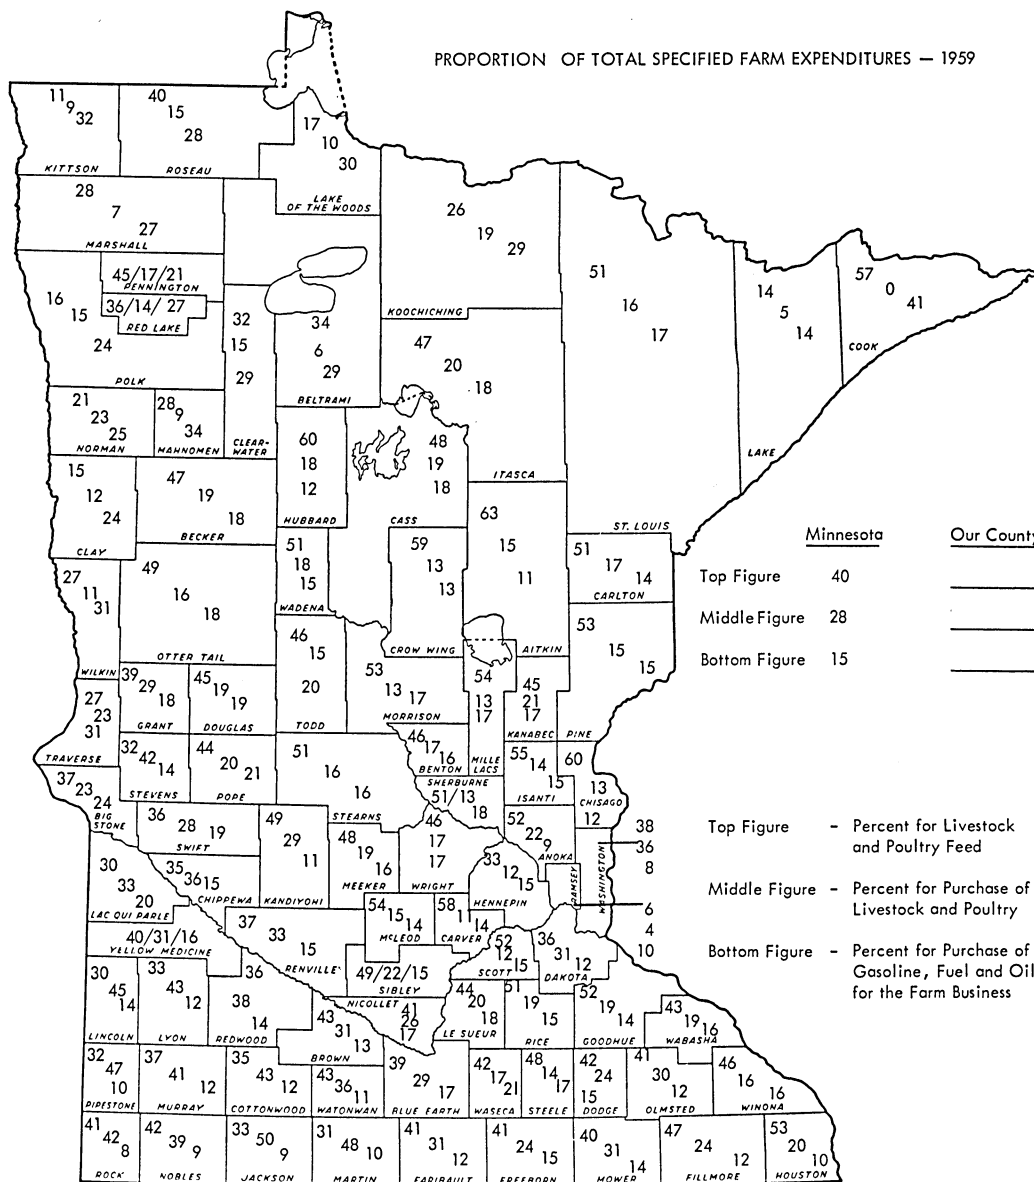 PROPORTION OF TOTAL SPECIFIED FARM EXPENDITURES — 1959
11
9
32
KITTSON
40
15
28
ROSEAU
17
10
30
LAKE
OF THE WOODS
28
7
27
MARSHALL
26
19
29
KOOCHICHING
51
16
17
ST. LOUIS
14
5
14
LAKE
57
0
41
COOK
45/17/21
PENNINGTON
36/14/ 27
RED LAKE
16
15
24
POLK
32
15
29
CLEAR-
WATER
34
6
29
BELTRAMI
47
20
18
ITASCA
21
23
25
NORMAN
28
9
34
MAHNOMEN
60
18
12
HUBBARD
48
19
18
CASS
15
12
24
CLAY
47
19
18
BECKER
63
15
11
AITKIN
51
18
15
WADENA
59
13
13
CROW WING
51
17
14
CARLTON
Minnesota
Our County
Top Figure 40
Middle Figure 28
Bottom Figure 15
27
11
31
WILKIN
49
16
18
OTTER TAIL
46
15
20
TODD
53
13
17
MORRISON
54
13
17
MILLE
LACS
45
21
17
KANABEC
53
15
15
PINE
39
29
18
GRANT
45
19
19
DOUGLAS
27
23
31
TRAVERSE
32
42
14
STEVENS
44
20
21
POPE
51
16
16
STEARNS
46
17
16
BENTON
SHERBURNE
51/13
18
55
14
15
ISANTI
60
13
CHISAGO
12
37
23
24
BIG
STONE
36
28
19
SWIFT
49
29
11
KANDIYOHI
48
19
16
MEEKER
46
17
17
WRIGHT
52
22
9
ANOKA
33
12
15
HENNEPIN
RAMSEY
WASHINGTON
38
36
8
6
4
10
Top Figure – Percent for Livestock
and Poultry Feed
Middle Figure – Percent for Purchase of
Livestock and Poultry
Bottom Figure – Percent for Purchase of
Gasoline, Fuel and Oil
for the Farm Business
30
33
20
LAC QUI PARLE
35
36
15
CHIPPEWA
37
33
15
RENVILLE
54
15
14
McLEOD
58
11
14
CARVER
52
12
15
SCOTT
36
31
12
DAKOTA
40/31/16
YELLOW MEDICINE
49/22/15
SIBLEY
30
45
14
LINCOLN
33
43
12
LYON
36
38
14
REDWOOD
43
31
13
BROWN
NICOLLET
41
26
17
44
20
18
LE SUEUR
51
19
15
RICE
52
19
14
GOODHUE
43
19
16
WABASHA
32
47
10
PIPESTONE
37
41
12
MURRAY
35
43
12
COTTONWOOD
43
36
11
WATONWAN
39
29
17
BLUE EARTH
42
17
21
WASECA
48
14
17
STEELE
42
24
15
DODGE
41
30
12
OLMSTED
46
16
16
WINONA
41
42
8
ROCK
42
39
9
NOBLES
33
50
9
JACKSON
31
48
10
MARTIN
41
31
12
FARIBAULT
41
24
15
FREEBORN
40
31
14
MOWER
47
24
12
FILLMORE
53
20
10
HOUSTON